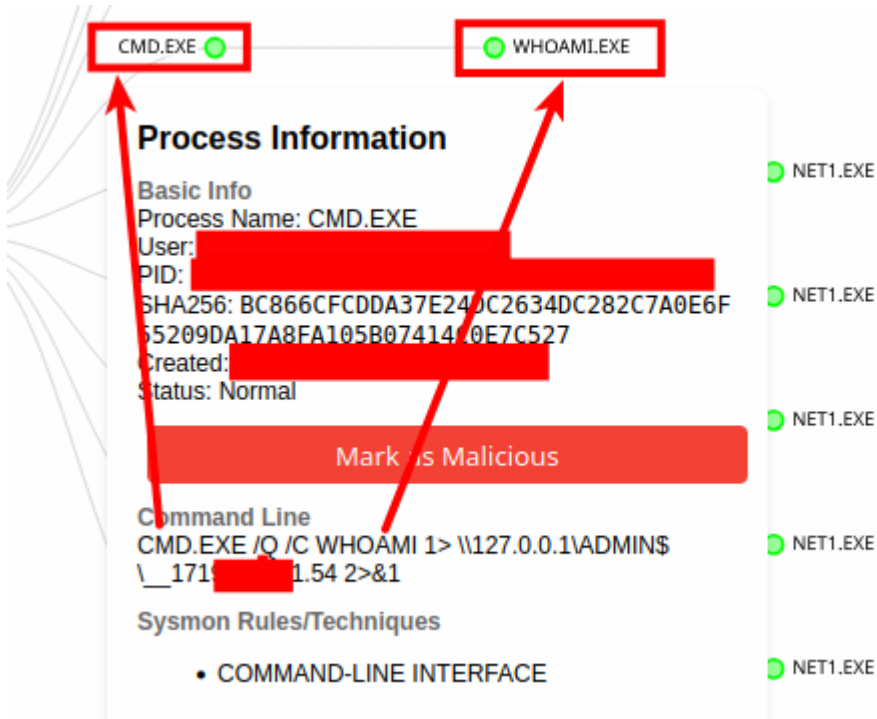 CMD.EXE
WHOAMI.EXE
Process Information
Basic Info
Process Name: CMD.EXE
User:
PID:
SHA256: BC866CFCDDA37E24DC2634DC282C7A0E6F
55209DA17A8FA105B07414C0E7C527
Created:
Status: Normal
Mark as Malicious
Command Line
CMD.EXE /Q /C WHOAMI 1> \\127.0.0.1\ADMIN$
\__1719 1.54 2>&1
Sysmon Rules/Techniques
• COMMAND-LINE INTERFACE
NET1.EXE
NET1.EXE
NET1.EXE
NET1.EXE
NET1.EXE